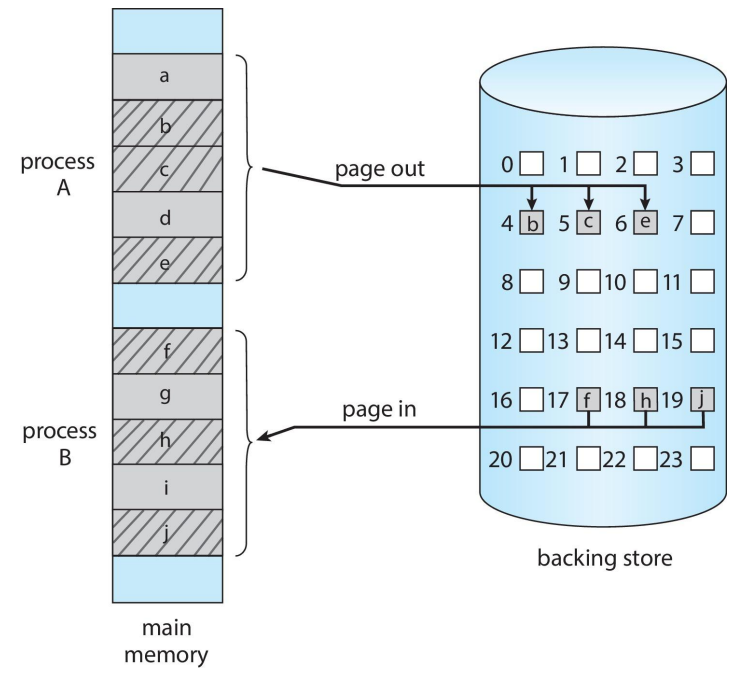 a
b
c
d
e
process
A
page out
0 1 2 3
4 b 5 c 6 e 7
8 9 10 11
12 13 14 15
16 17 f 18 h 19 j
20 21 22 23
f
g
h
i
j
process
B
page in
backing store
main
memory